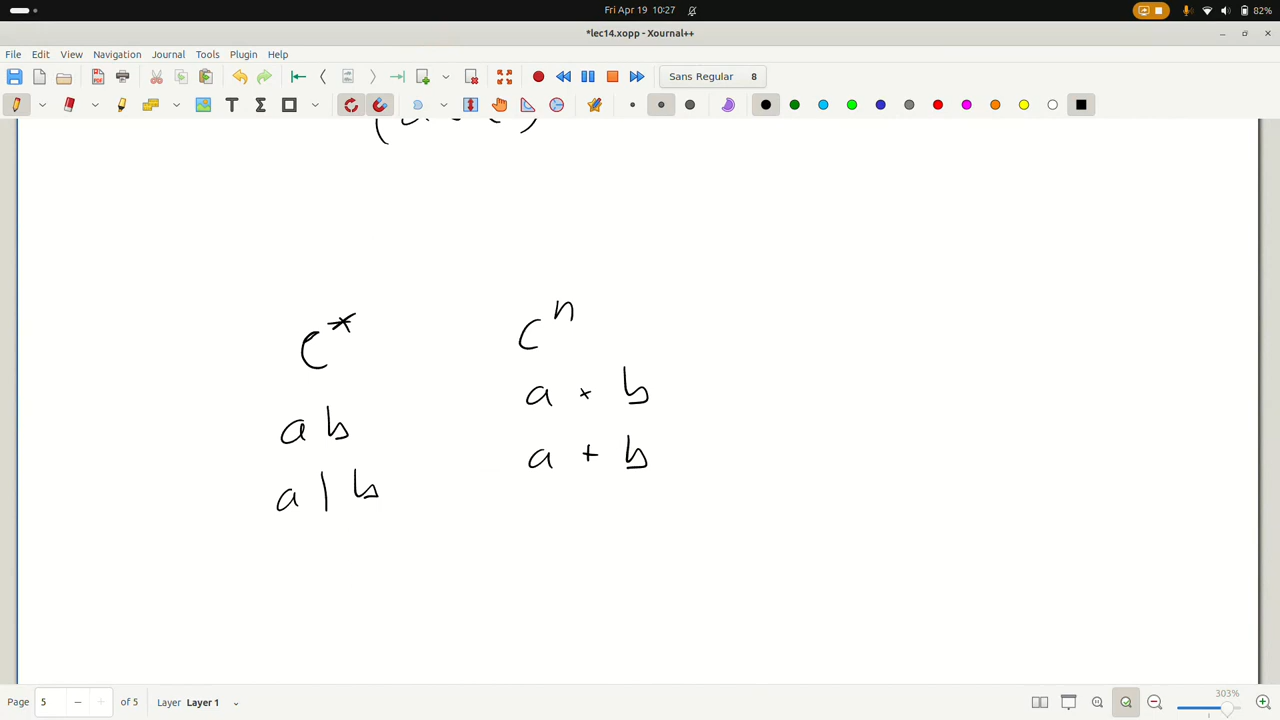 Fri Apr 19 10:27
82%
*lec14.xopp - Xournal++
File Edit View Navigation Journal Tools Plugin Help
Sans Regular 8
c* c^n
a b a × b
a | b a + b
Page 5 of 5 Layer Layer 1
303%